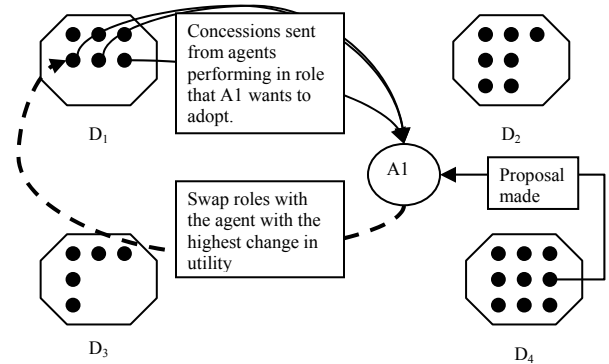 Concessions sent
from agents
performing in role
that A1 wants to
adopt.
D1
D2
A1
Proposal
made
Swap roles with
the agent with the
highest change in
utility
D3
D4